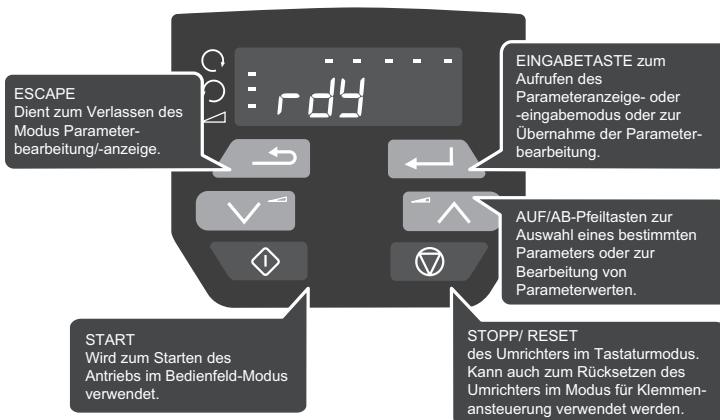 rdy
ESCAPE
Dient zum Verlassen des
Modus Parameter-
bearbeitung/-anzeige.
EINGABETASTE zum
Aufrufen des
Parameteranzeige- oder
-eingabemodus oder zur
Übernahme der Parameter-
bearbeitung.
AUF/AB-Pfeiltasten zur
Auswahl eines bestimmten
Parameters oder zur
Bearbeitung von
Parameterwerten.
START
Wird zum Starten des
Antriebs im Bedienfeld-Modus
verwendet.
STOPP/ RESET
des Umrichters im Tastaturmodus.
Kann auch zum Rücksetzen des
Umrichters im Modus für Klemmen-
ansteuerung verwendet werden.